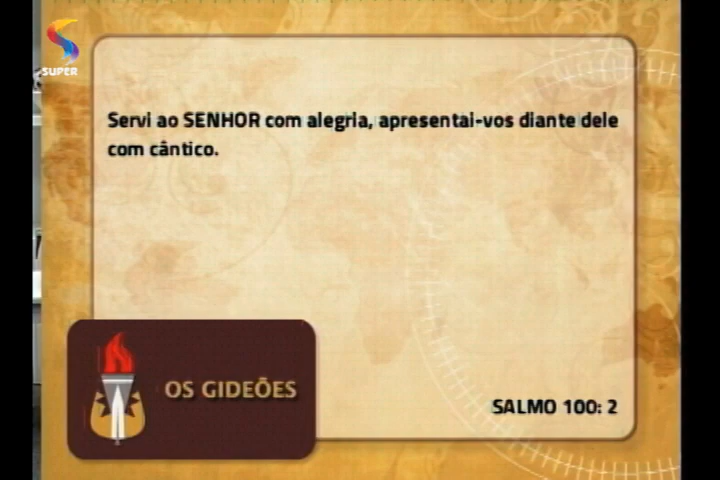 SUPER
Servi ao SENHOR com alegria, apresentai-vos diante dele
com cântico.
OS GIDEÕES
SALMO 100: 2